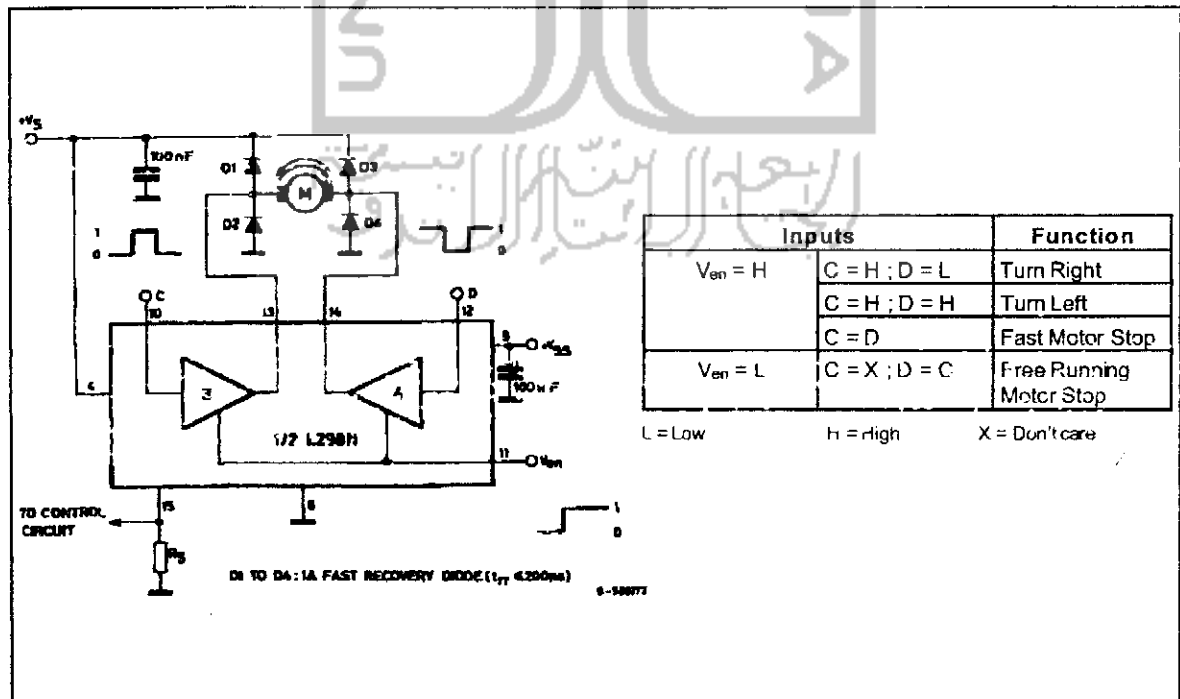 +Vs
100nF
D1
D3
M
D2
D4
1
0
1
0
C
10
13
14
D
12
9
+Vss
100nF
4
3
4
1/2 L298N
11
Ven
15
8
TO CONTROL
CIRCUIT
RS
1
0
D1 TO D4 : 1A FAST RECOVERY DIODE (trr ≤200ns)
Inputs Function
Ven = H C = H ; D = L Turn Right
C = H ; D = H Turn Left
C = D Fast Motor Stop
Ven = L C = X ; D = C Free Running
Motor Stop
L = Low H = High X = Don't care